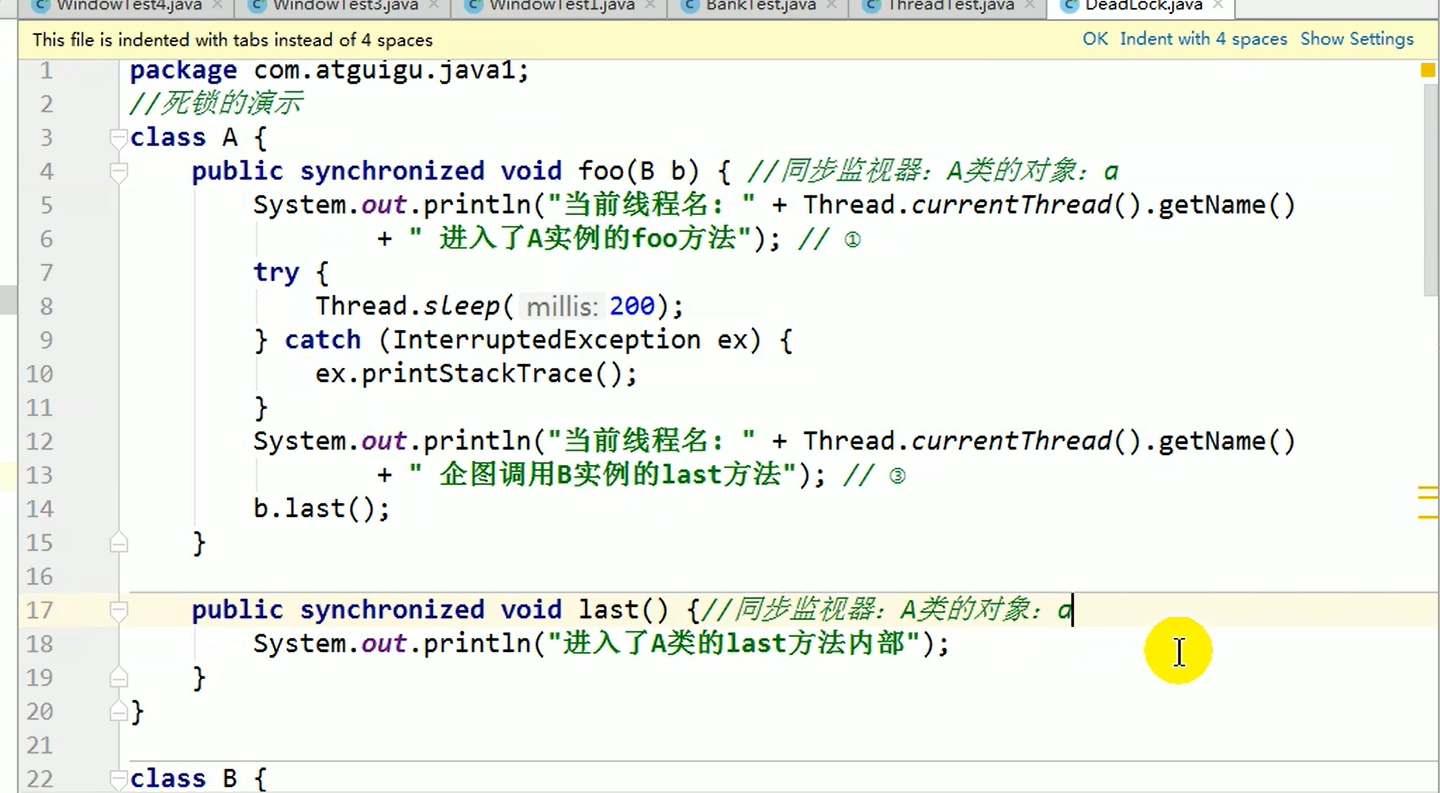 WindowTest4.java WindowTest3.java WindowTest1.java BankTest.java ThreadTest.java DeadLock.java
This file is indented with tabs instead of 4 spaces OK Indent with 4 spaces Show Settings
1 package com.atguigu.java1;
2 //死锁的演示
3 class A {
4 public synchronized void foo(B b) { //同步监视器：A类的对象：a
5 System.out.println("当前线程名: " + Thread.currentThread().getName()
6 + " 进入了A实例的foo方法"); // ①
7 try {
8 Thread.sleep( millis: 200);
9 } catch (InterruptedException ex) {
10 ex.printStackTrace();
11 }
12 System.out.println("当前线程名: " + Thread.currentThread().getName()
13 + " 企图调用B实例的last方法"); // ③
14 b.last();
15 }
16
17 public synchronized void last() {//同步监视器：A类的对象：a
18 System.out.println("进入了A类的last方法内部");
19 }
20 }
21
22 class B {